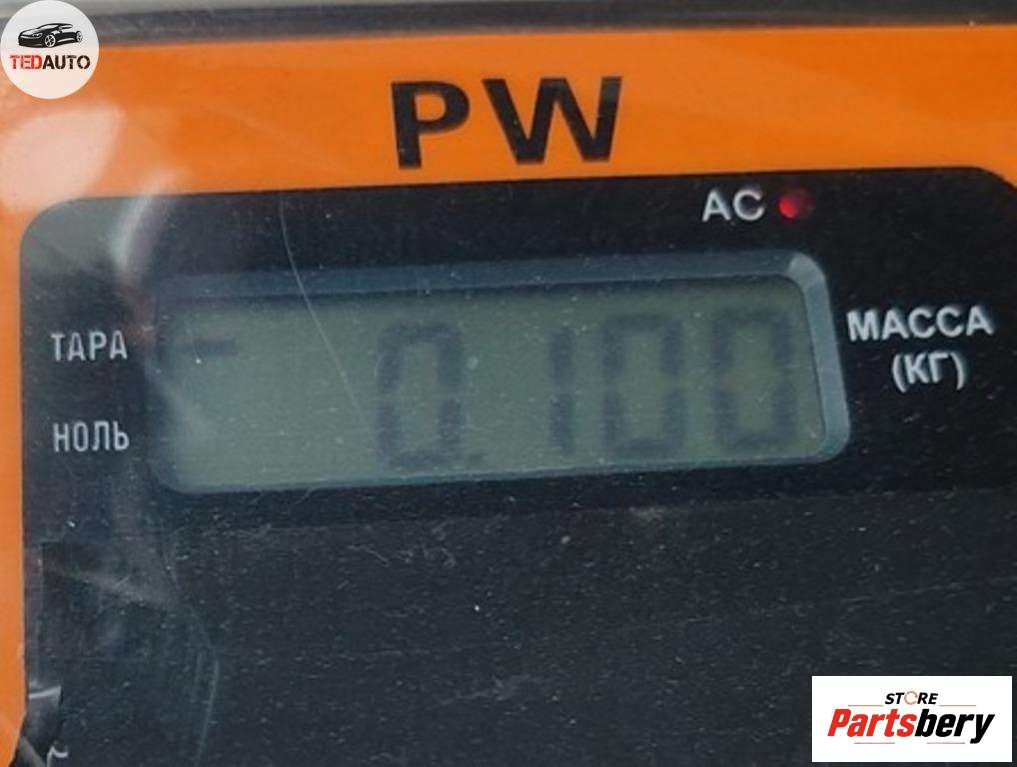 TEDAUTO
PW
AC
ТАРА
0.100
МАССА
(КГ)
НОЛЬ
STORE
Partsbery